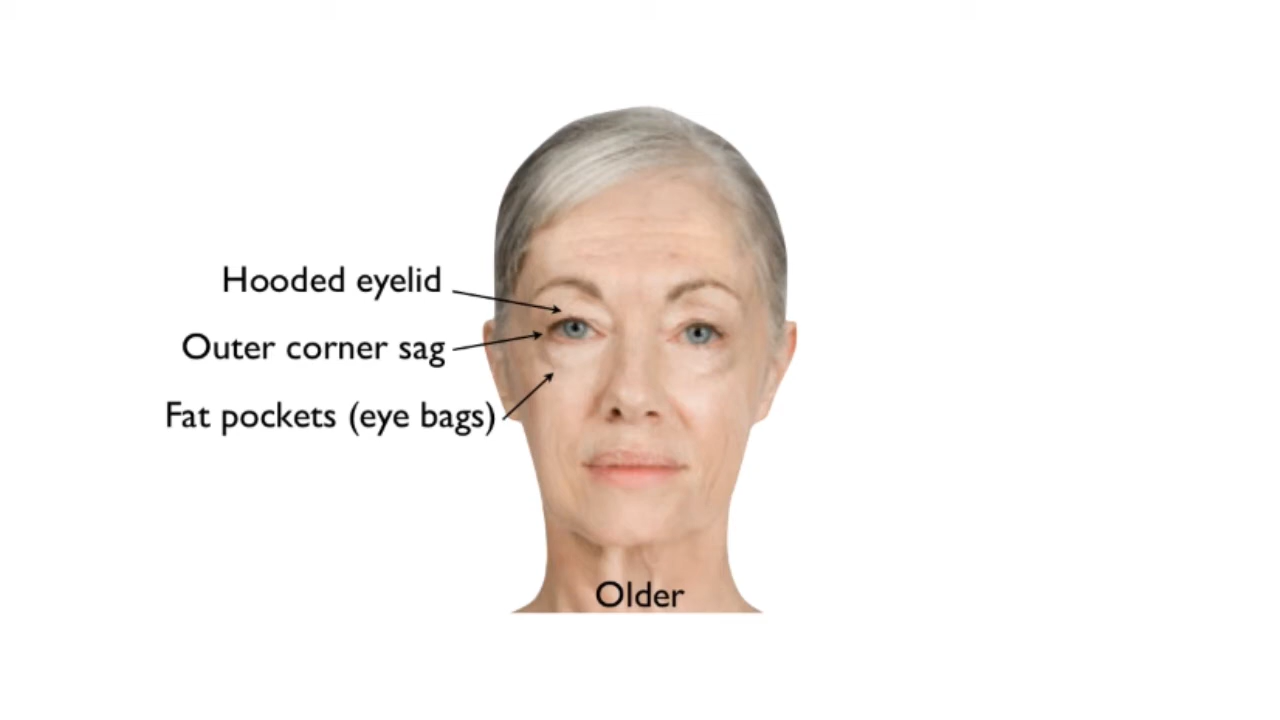 Hooded eyelid
Outer corner sag
Fat pockets (eye bags)
Older